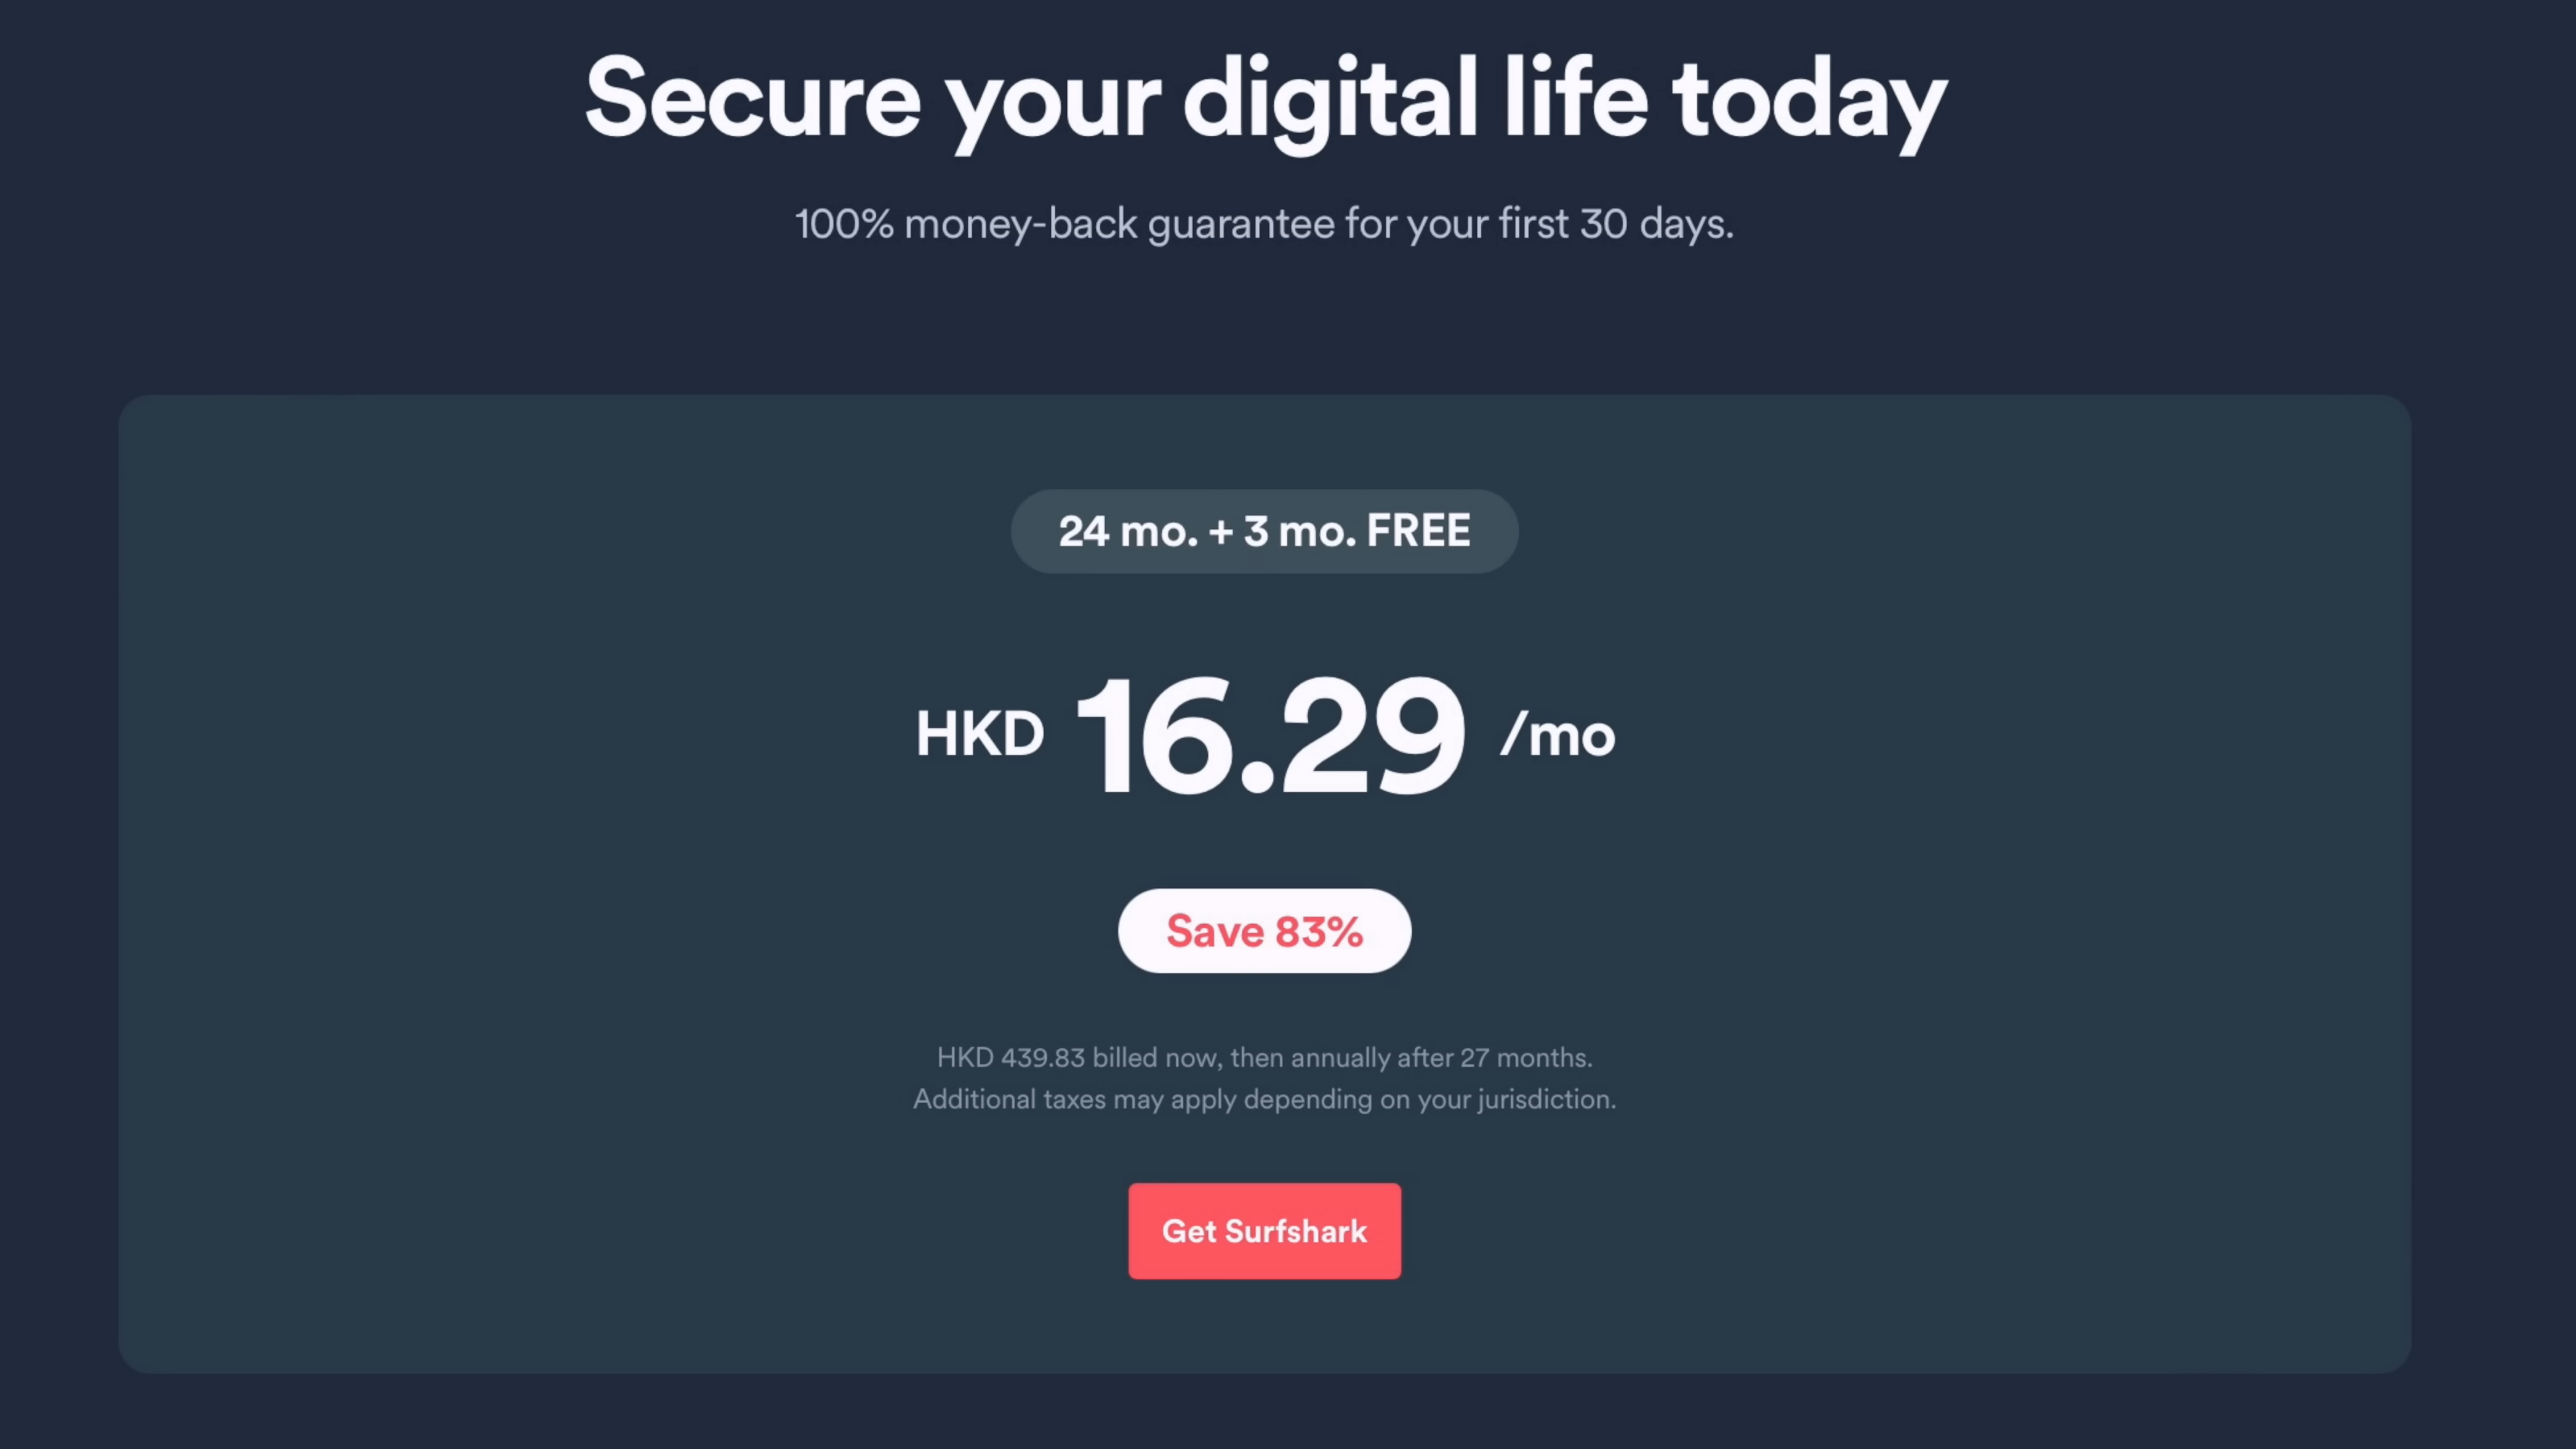 Secure your digital life today
100% money-back guarantee for your first 30 days.
24 mo. + 3 mo. FREE
HKD 16.29 /mo
Save 83%
HKD 439.83 billed now, then annually after 27 months.
Additional taxes may apply depending on your jurisdiction.
Get Surfshark